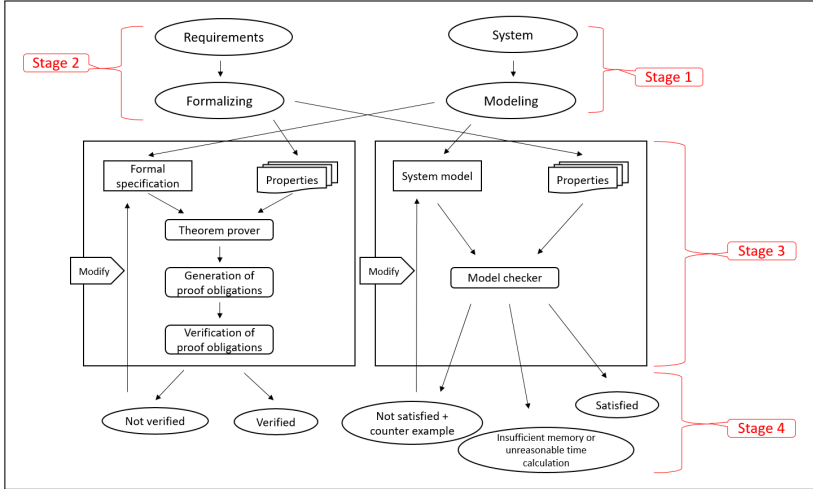 Requirements
System
Stage 2
Stage 1
Formalizing
Modeling
Formal
specification
Properties
System model
Properties
Theorem prover
Stage 3
Modify
Generation of
proof obligations
Modify
Model checker
Verification of
proof obligations
Not verified
Verified
Not satisfied +
counter example
Satisfied
Stage 4
Insufficient memory or
unreasonable time
calculation